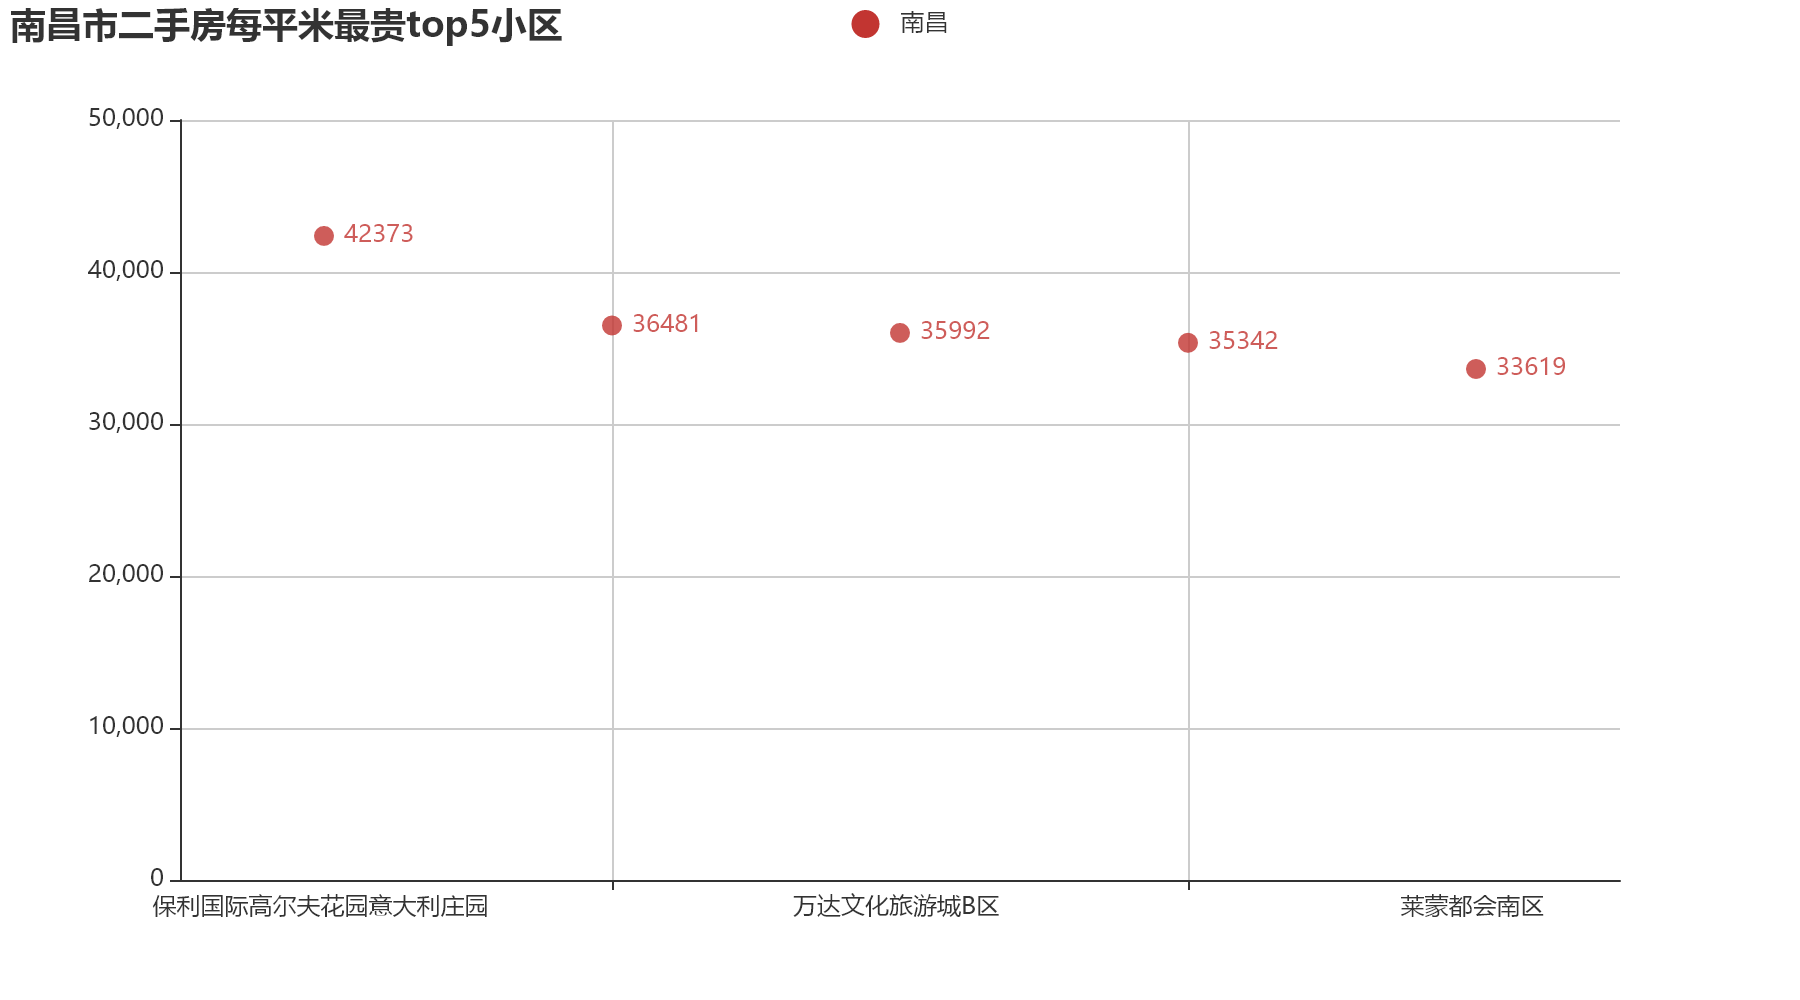 南昌市二手房每平米最贵top5小区
南昌
50,000
40,000
30,000
20,000
10,000
0
42373
36481
35992
35342
33619
保利国际高尔夫花园意大利庄园
万达文化旅游城B区
莱蒙都会南区